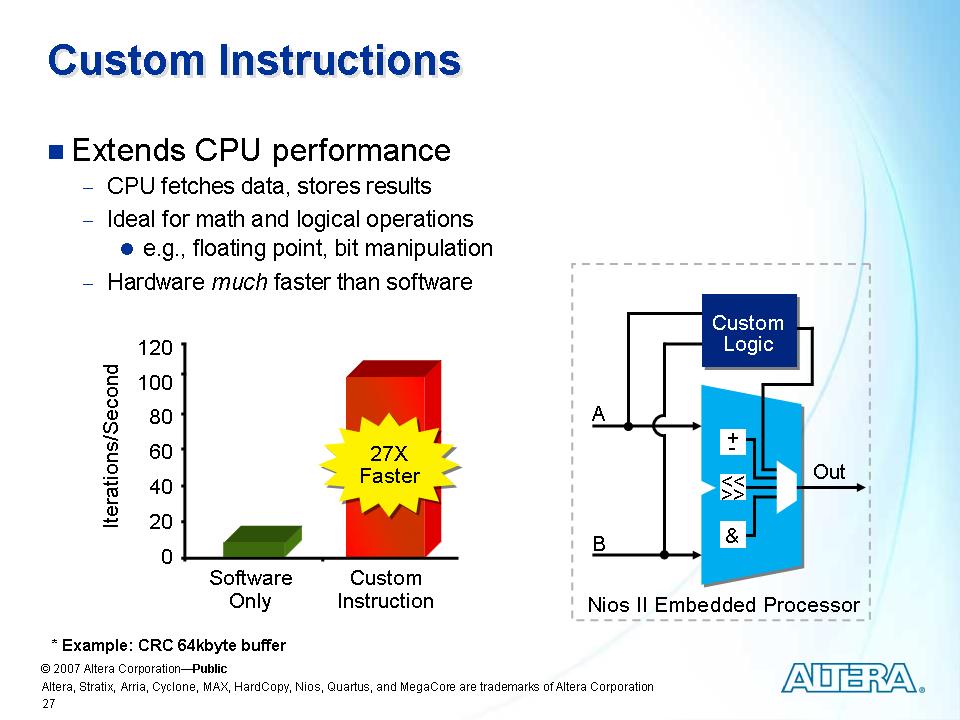 Custom Instructions
Extends CPU performance
– CPU fetches data, stores results
– Ideal for math and logical operations
e.g., floating point, bit manipulation
– Hardware much faster than software
Iterations/Second
120
100
80
60
40
20
0
27X
Faster
Software
Only
Custom
Instruction
Custom
Logic
A
B
+
-
<<
>>
&
Out
Nios II Embedded Processor
* Example: CRC 64kbyte buffer
© 2007 Altera Corporation—Public
Altera, Stratix, Arria, Cyclone, MAX, HardCopy, Nios, Quartus, and MegaCore are trademarks of Altera Corporation
27
ALTERA®